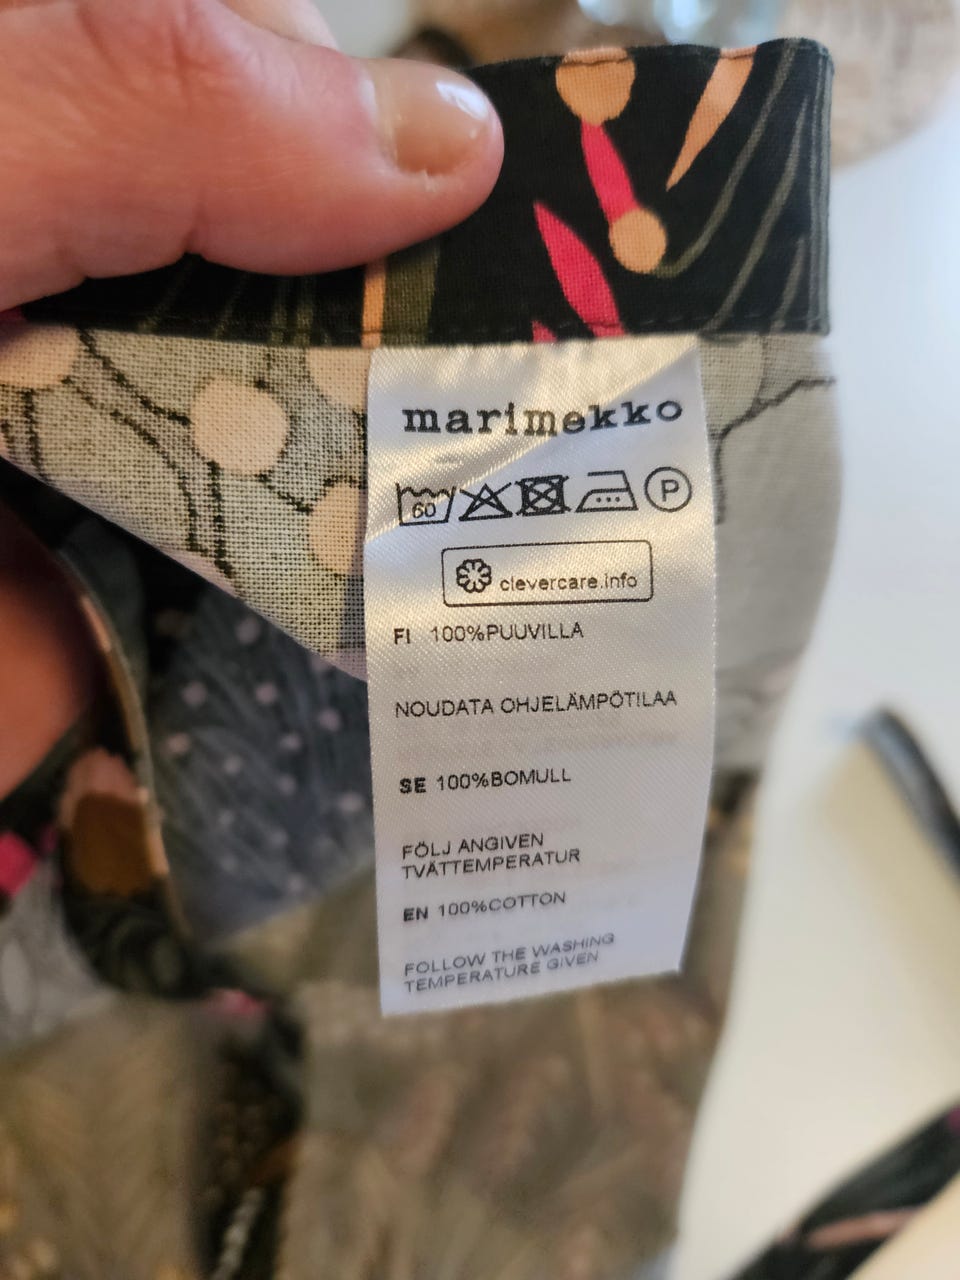 marimekko
60 P
clevercare.info
FI 100%PUUVILLA
NOUDATA OHJELÄMPÖTILAA
SE 100%BOMULL
FÖLJ ANGIVEN
TVÄTTEMPERATUR
EN 100%COTTON
FOLLOW THE WASHING
TEMPERATURE GIVEN